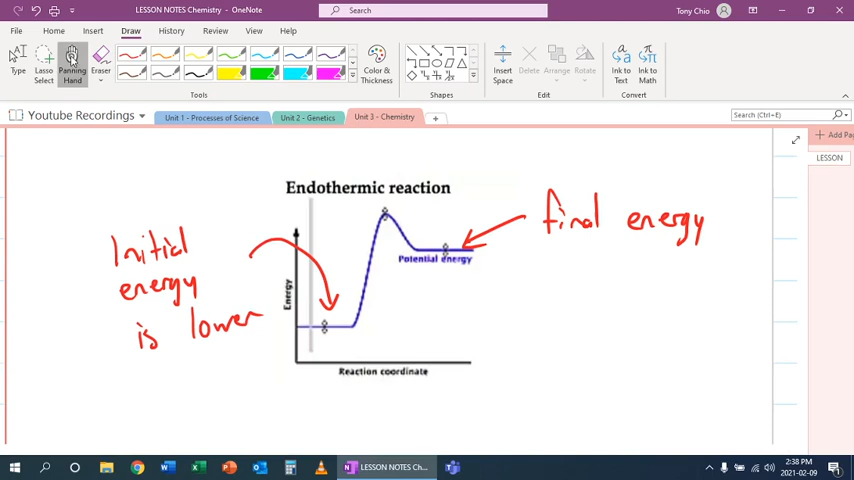 LESSON NOTES Chemistry - OneNote
Search
Tony Chio
File
Home
Insert
Draw
History
Review
View
Help
Type
Lasso
Select
Panning
Hand
Eraser
Color &
Thickness
Insert
Space
Delete
Arrange
Rotate
Ink to
Text
Ink to
Math
Tools
Shapes
Edit
Convert
Youtube Recordings
Unit 1 - Processes of Science
Unit 2 - Genetics
Unit 3 - Chemistry
Search (Ctrl+E)
Add Pag
LESSON
Endothermic reaction
Initial
energy
is lower
final energy
Potential energy
Energy
Reaction coordinate
LESSON NOTES Che...
2:38 PM
2021-02-09